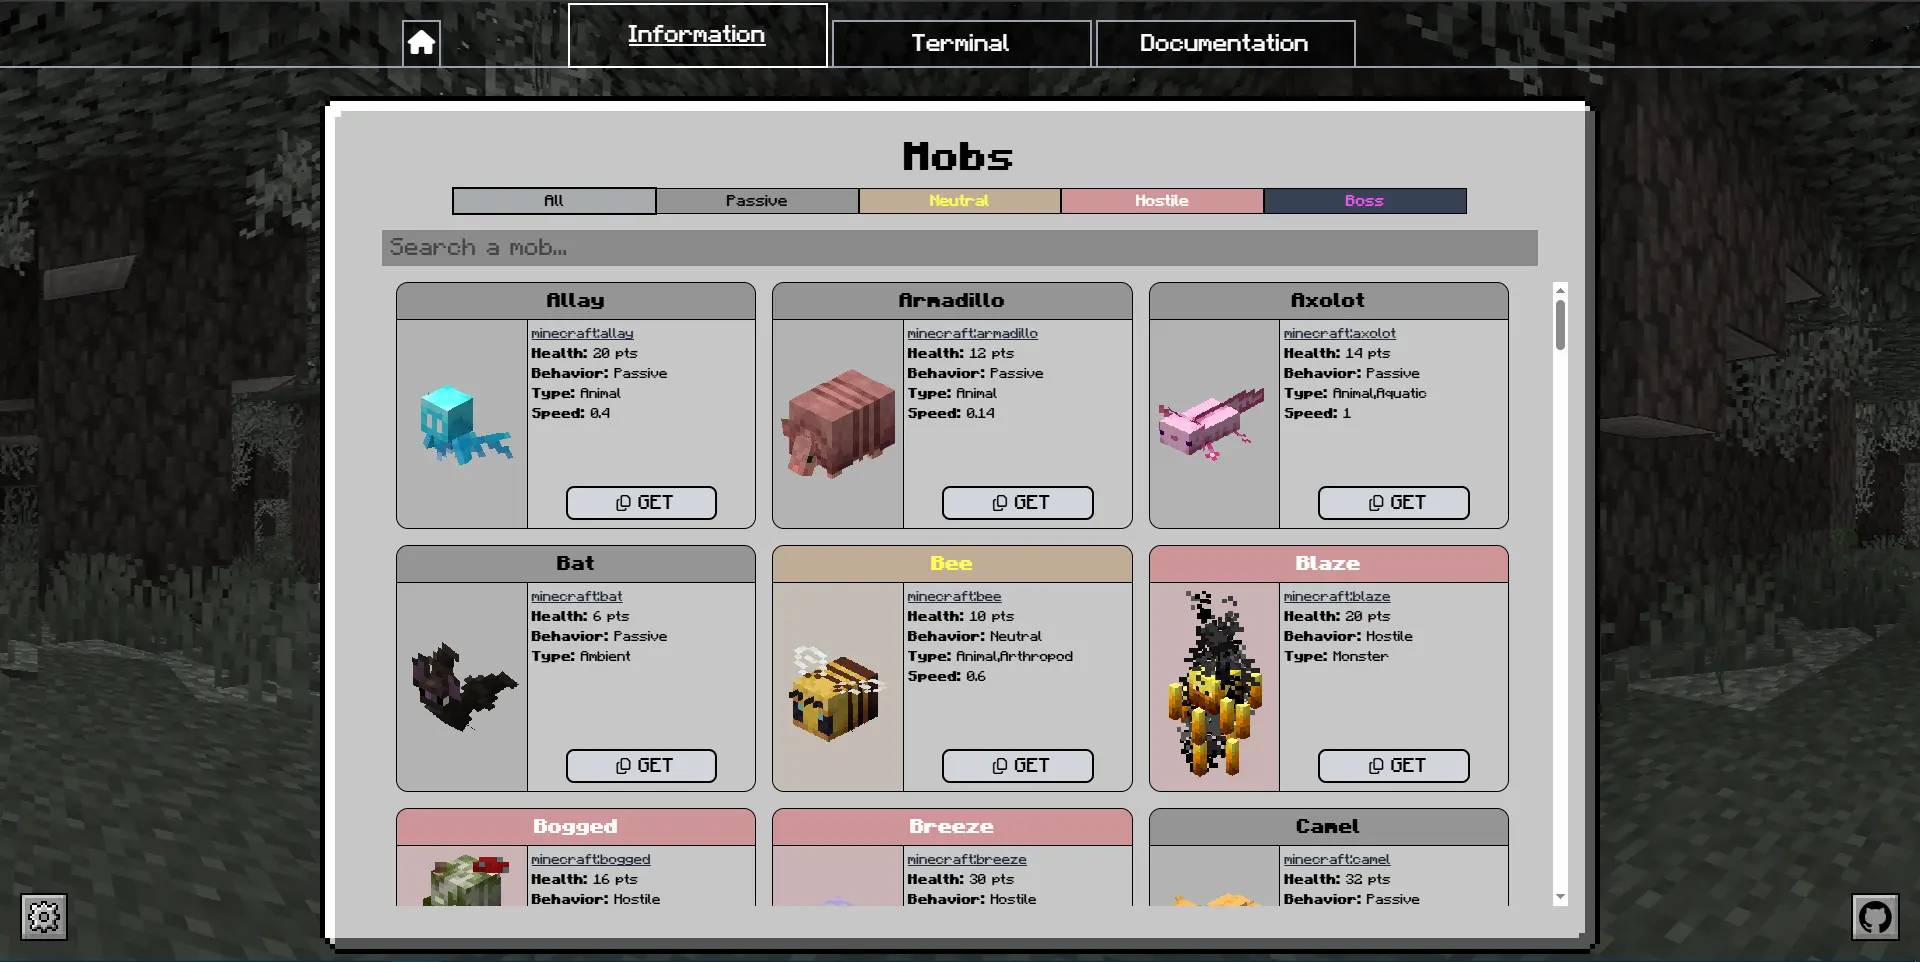 Information
Terminal
Documentation
Mobs
All
Passive
Neutral
Hostile
Boss
Search a mob...
Allay
minecraft:allay
Health: 20 pts
Behavior: Passive
Type: Animal
Speed: 0.4
GET
Armadillo
minecraft:armadillo
Health: 12 pts
Behavior: Passive
Type: Animal
Speed: 0.14
GET
Axolot
minecraft:axolot
Health: 14 pts
Behavior: Passive
Type: Animal,Aquatic
Speed: 1
GET
Bat
minecraft:bat
Health: 6 pts
Behavior: Passive
Type: Ambient
GET
Bee
minecraft:bee
Health: 10 pts
Behavior: Neutral
Type: Animal,Arthropod
Speed: 0.6
GET
Blaze
minecraft:blaze
Health: 20 pts
Behavior: Hostile
Type: Monster
GET
Bogged
minecraft:bogged
Health: 16 pts
Behavior: Hostile
Breeze
minecraft:breeze
Health: 30 pts
Behavior: Hostile
Camel
minecraft:camel
Health: 32 pts
Behavior: Passive